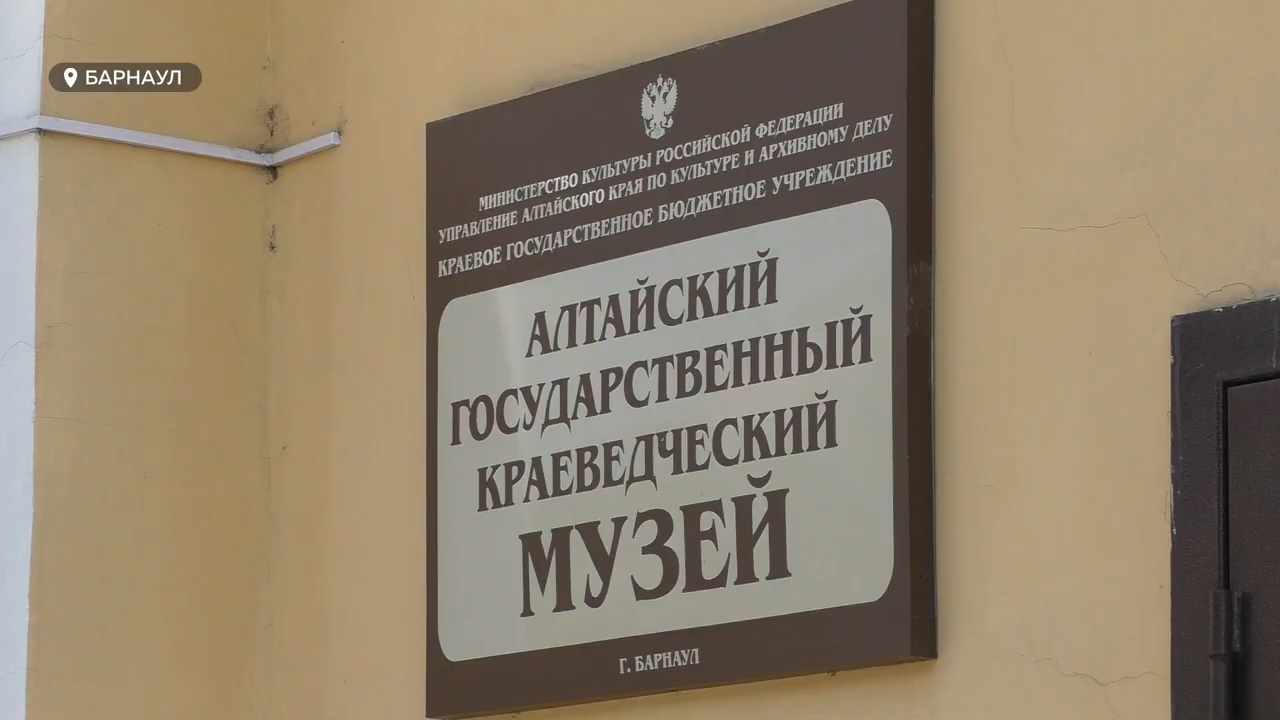 БАРНАУЛ
МИНИСТЕРСТВО КУЛЬТУРЫ РОССИЙСКОЙ ФЕДЕРАЦИИ
УПРАВЛЕНИЕ АЛТАЙСКОГО КРАЯ ПО КУЛЬТУРЕ И АРХИВНОМУ ДЕЛУ
КРАЕВОЕ ГОСУДАРСТВЕННОЕ БЮДЖЕТНОЕ УЧРЕЖДЕНИЕ
АЛТАЙСКИЙ
ГОСУДАРСТВЕННЫЙ
КРАЕВЕДЧЕСКИЙ
МУЗЕЙ
Г. БАРНАУЛ